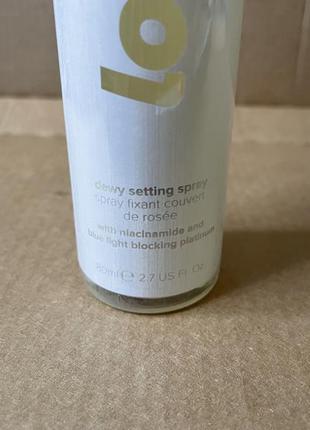 lo
dewy setting spray
spray fixant couvert
de rosée
with niacinamide and
blue light blocking platinum
80ml ℮ 2.7 US Fl. Oz